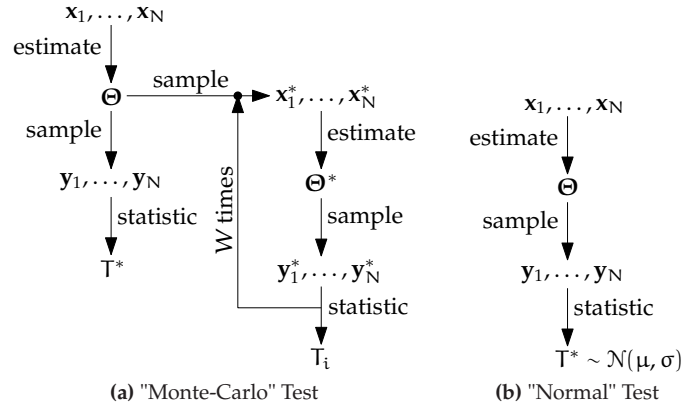 x₁, . . . , x_N
estimate
Θ
sample
x₁*, . . . , x_N*
sample
estimate
y₁, . . . , y_N
Θ*
statistic
W times
sample
T*
y₁*, . . . , y_N*
statistic
T_i
(a) "Monte-Carlo" Test
x₁, . . . , x_N
estimate
Θ
sample
y₁, . . . , y_N
statistic
T* ∼ N(μ, σ)
(b) "Normal" Test